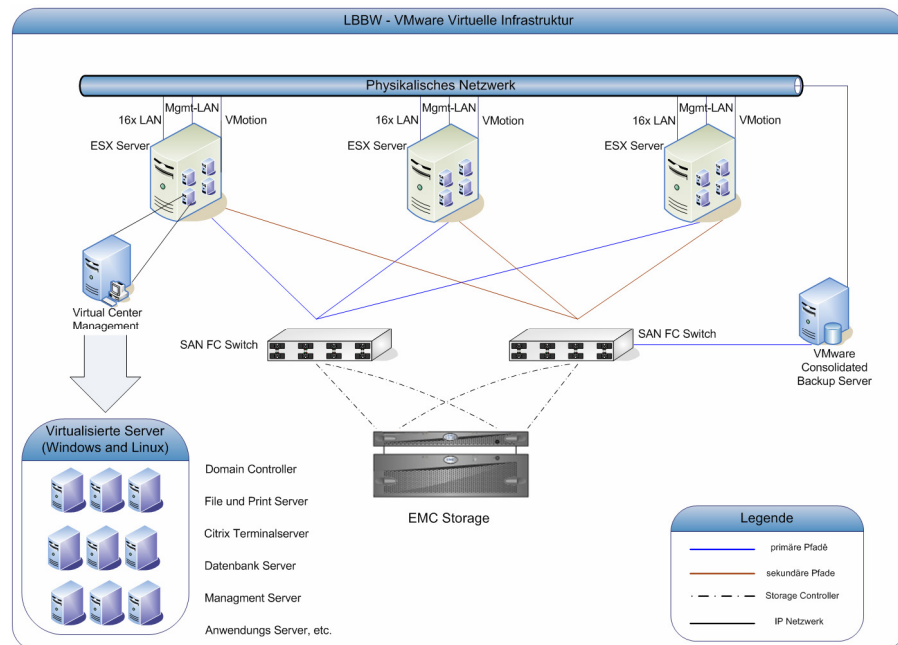 LBBW - VMware Virtuelle Infrastruktur
Physikalisches Netzwerk
Mgmt-LAN
16x LAN
VMotion
ESX Server
Mgmt-LAN
16x LAN
VMotion
ESX Server
Mgmt-LAN
16x LAN
VMotion
ESX Server
Virtual Center
Management
SAN FC Switch
SAN FC Switch
VMware
Consolidated
Backup Server
Virtualisierte Server
(Windows and Linux)
Domain Controller
File und Print Server
Citrix Terminalserver
Datenbank Server
Managment Server
Anwendungs Server, etc.
EMC Storage
Legende
primäre Pfadē
sekundäre Pfade
Storage Controller
IP Netzwerk